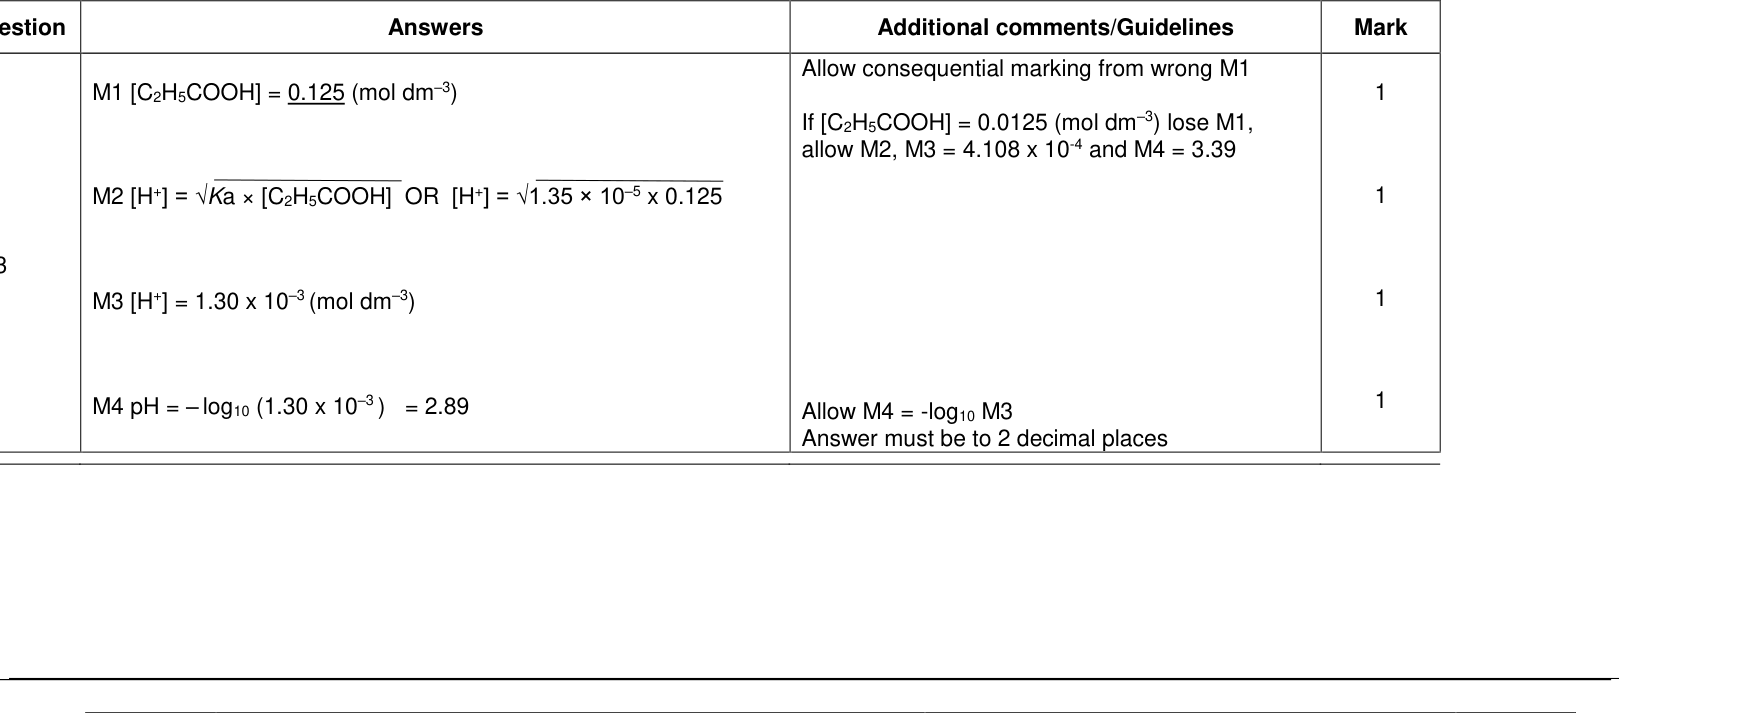 estion Answers Additional comments/Guidelines Mark
M1 [C₂H₅COOH] = 0.125 (mol dm⁻³)
Allow consequential marking from wrong M1
If [C₂H₅COOH] = 0.0125 (mol dm⁻³) lose M1,
allow M2, M3 = 4.108 x 10⁻⁴ and M4 = 3.39
1
M2 [H⁺] = √Ka × [C₂H₅COOH] OR [H⁺] = √1.35 × 10⁻⁵ x 0.125
1
3
M3 [H⁺] = 1.30 x 10⁻³ (mol dm⁻³)
1
M4 pH = – log₁₀ (1.30 x 10⁻³ ) = 2.89
Allow M4 = -log₁₀ M3
Answer must be to 2 decimal places
1